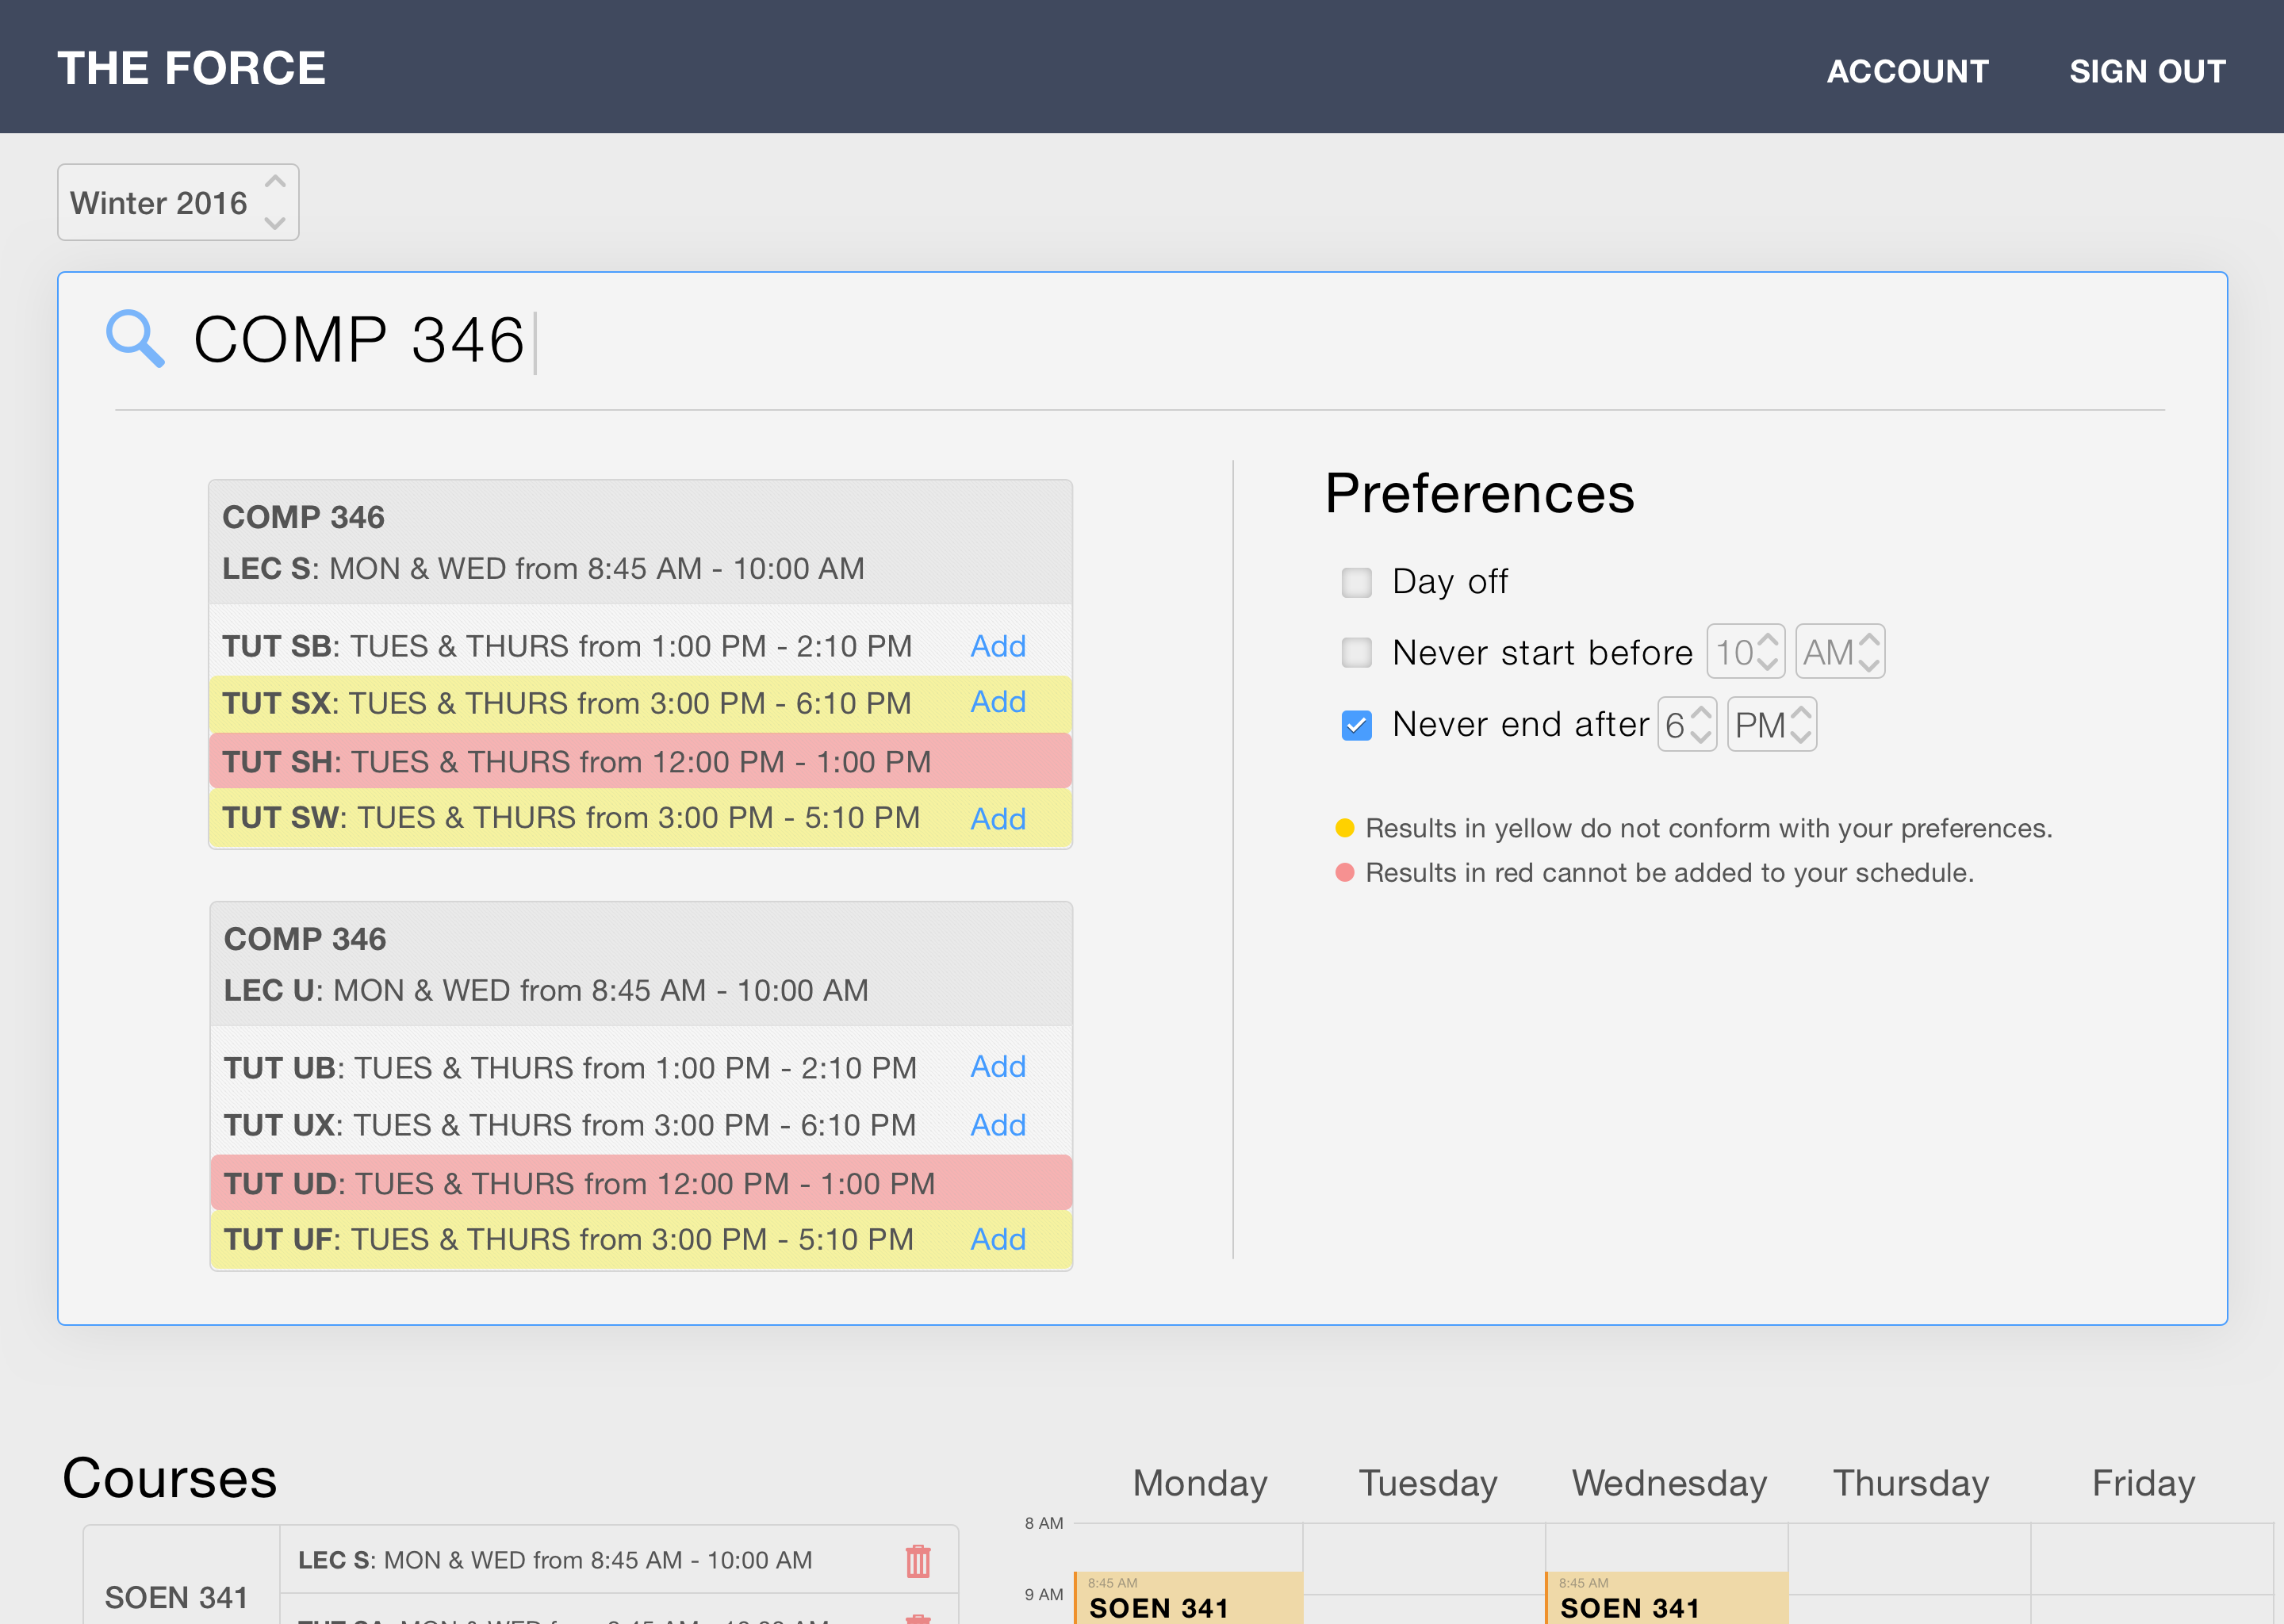 THE FORCE
ACCOUNT
SIGN OUT
Winter 2016
COMP 346
COMP 346
LEC S: MON & WED from 8:45 AM - 10:00 AM
TUT SB: TUES & THURS from 1:00 PM - 2:10 PM Add
TUT SX: TUES & THURS from 3:00 PM - 6:10 PM Add
TUT SH: TUES & THURS from 12:00 PM - 1:00 PM
TUT SW: TUES & THURS from 3:00 PM - 5:10 PM Add
COMP 346
LEC U: MON & WED from 8:45 AM - 10:00 AM
TUT UB: TUES & THURS from 1:00 PM - 2:10 PM Add
TUT UX: TUES & THURS from 3:00 PM - 6:10 PM Add
TUT UD: TUES & THURS from 12:00 PM - 1:00 PM
TUT UF: TUES & THURS from 3:00 PM - 5:10 PM Add
Preferences
Day off
Never start before 10 AM
Never end after 6 PM
Results in yellow do not conform with your preferences.
Results in red cannot be added to your schedule.
Courses
SOEN 341
LEC S: MON & WED from 8:45 AM - 10:00 AM
Monday Tuesday Wednesday Thursday Friday
8 AM
9 AM
8:45 AM
SOEN 341
8:45 AM
SOEN 341